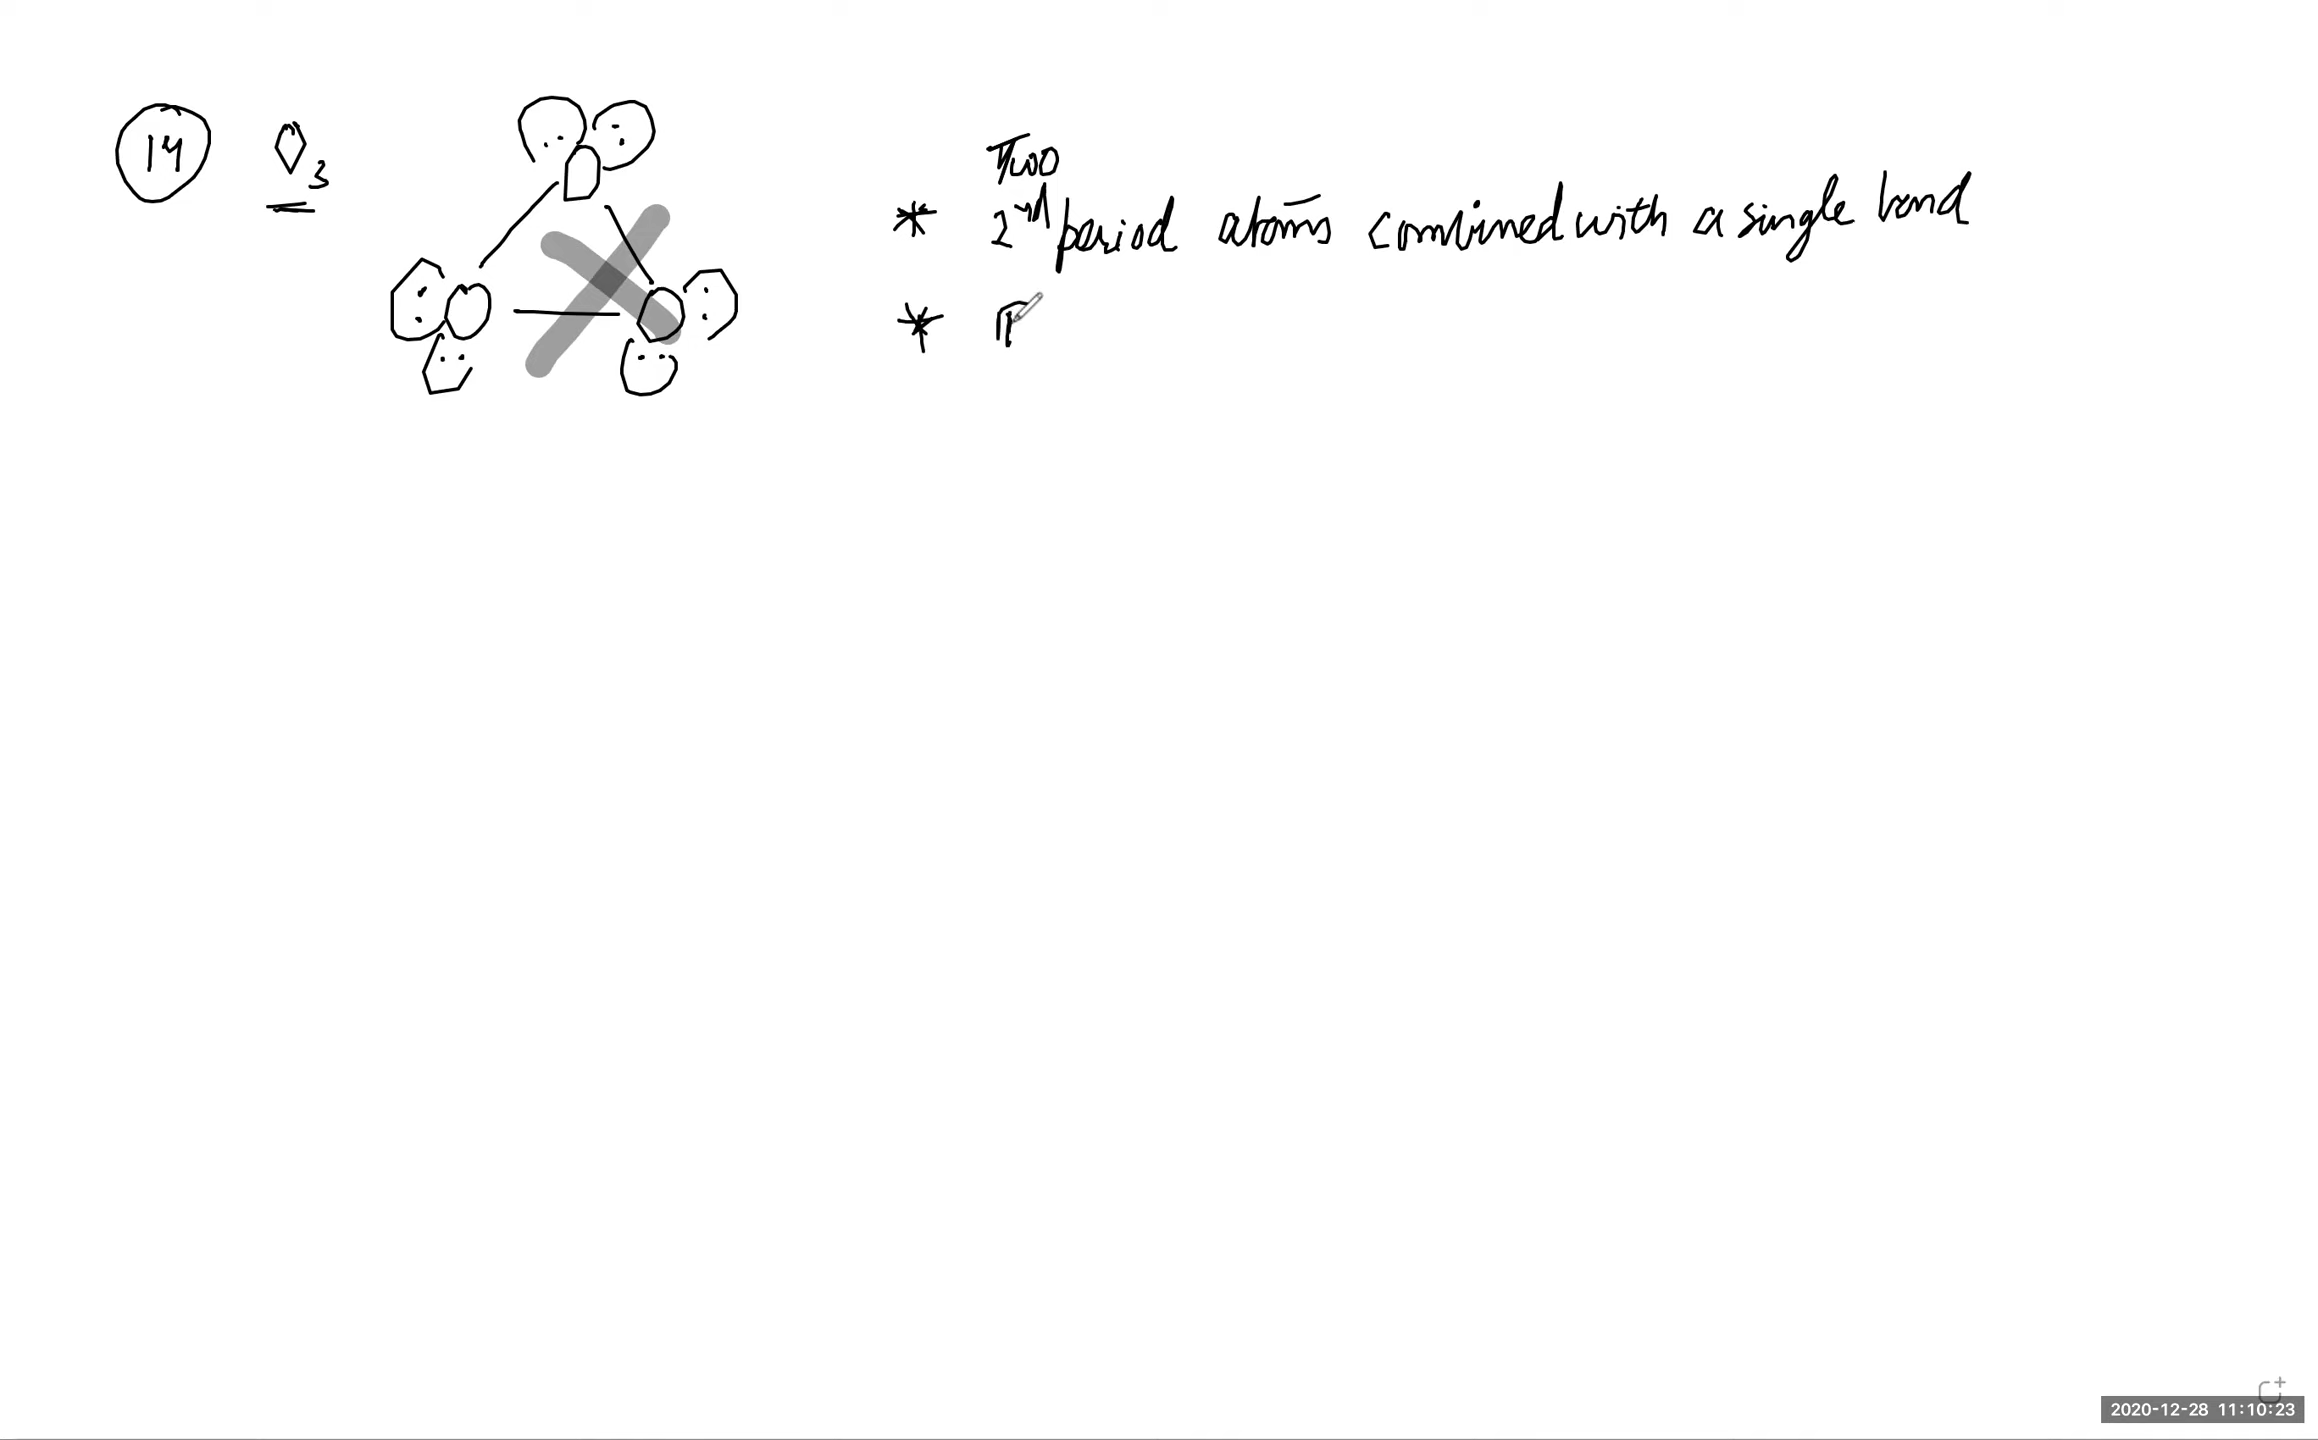 14 O3
Two
* 2nd period atoms combined with a single bond
*
2020-12-28 11:10:23